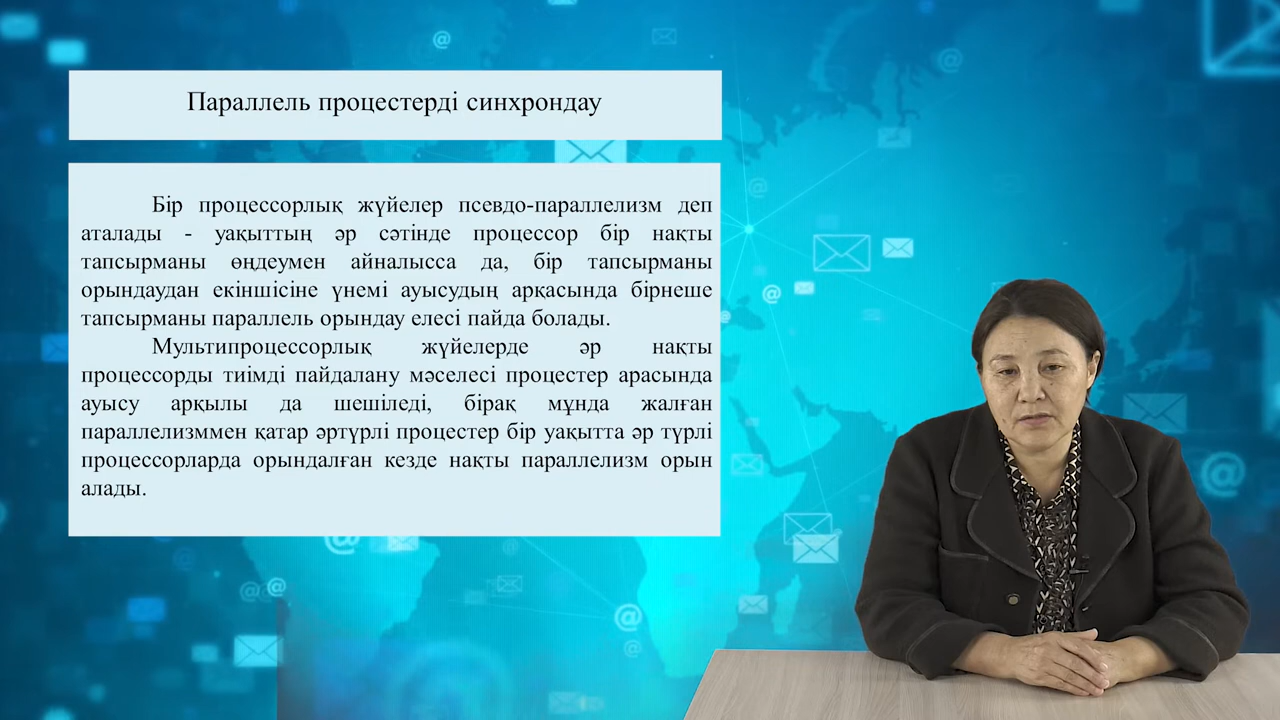 Параллель процестерді синхрондау
Бір процессорлық жүйелер псевдо-параллелизм деп
аталады - уақыттың әр сәтінде процессор бір нақты
тапсырманы өңдеумен айналысса да, бір тапсырманы
орындаудан екіншісіне үнемі ауысудың арқасында бірнеше
тапсырманы параллель орындау елесі пайда болады.
Мультипроцессорлық жүйелерде әр нақты
процессорды тиімді пайдалану мәселесі процестер арасында
ауысу арқылы да шешіледі, бірақ мұнда жалған
параллелизммен қатар әртүрлі процестер бір уақытта әр түрлі
процессорларда орындалған кезде нақты параллелизм орын
алады.